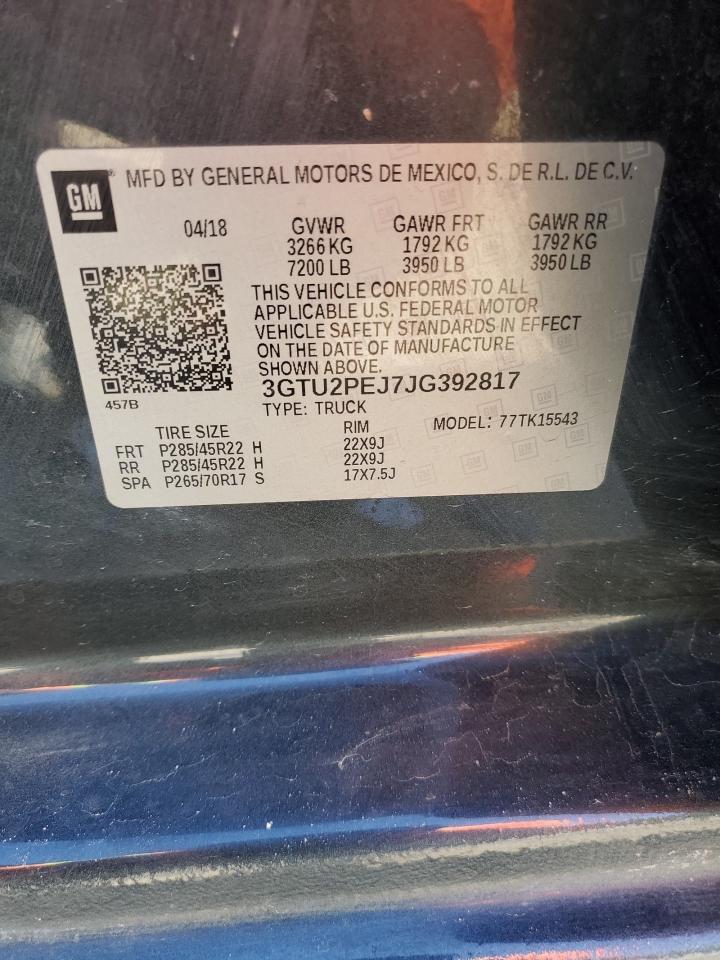 GM
MFD BY GENERAL MOTORS DE MEXICO, S. DE R.L. DE C.V.
04/18 GVWR GAWR FRT GAWR RR
3266 KG 1792 KG 1792 KG
7200 LB 3950 LB 3950 LB
THIS VEHICLE CONFORMS TO ALL
APPLICABLE U.S. FEDERAL MOTOR
VEHICLE SAFETY STANDARDS IN EFFECT
ON THE DATE OF MANUFACTURE
SHOWN ABOVE.
457B
3GTU2PEJ7JG392817
TYPE: TRUCK MODEL: 77TK15543
TIRE SIZE RIM
FRT P285/45R22 H 22X9J
RR P285/45R22 H 22X9J
SPA P265/70R17 S 17X7.5J